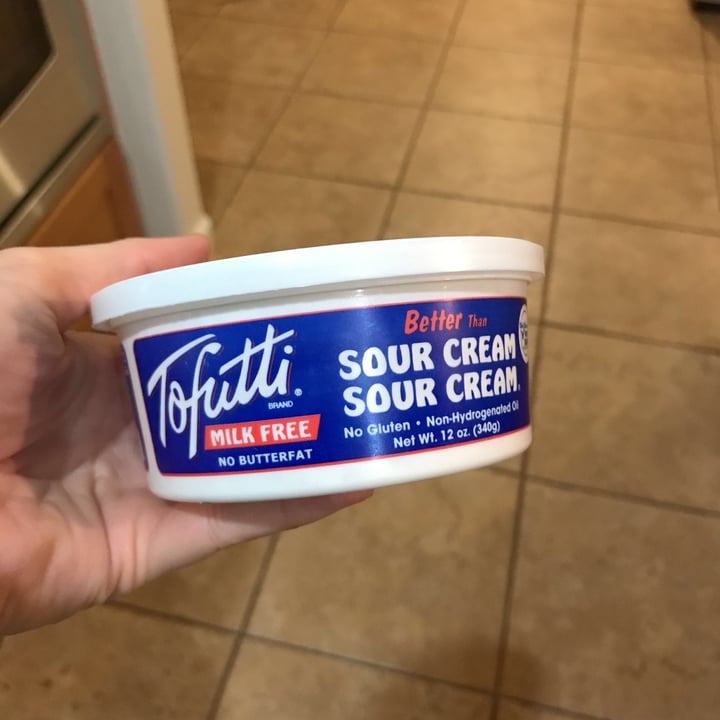 Tofutti®
BRAND
MILK FREE
NO BUTTERFAT
Better Than
SOUR CREAM
SOUR CREAM®
No Gluten • Non-Hydrogenated Oil
Net Wt. 12 oz. (340g)